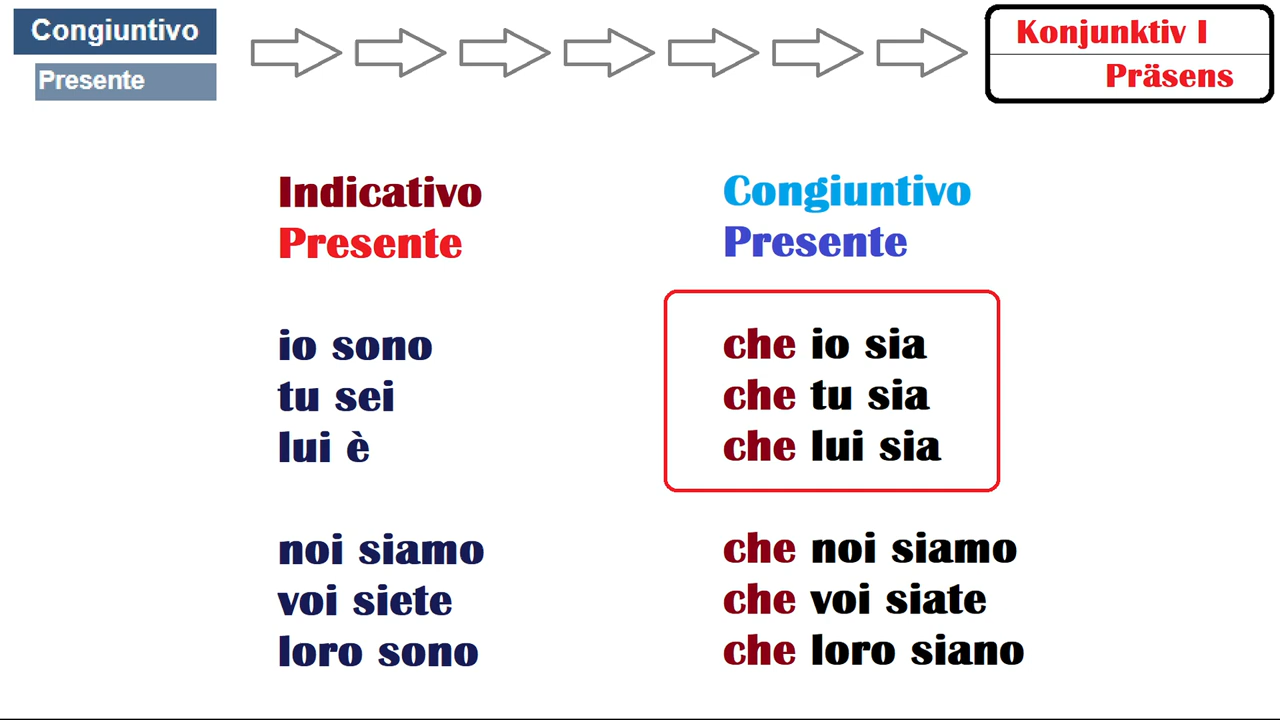 Congiuntivo
Presente
Konjunktiv I
Präsens
Indicativo
Presente
io sono
tu sei
lui è
noi siamo
voi siete
loro sono
Congiuntivo
Presente
che io sia
che tu sia
che lui sia
che noi siamo
che voi siate
che loro siano